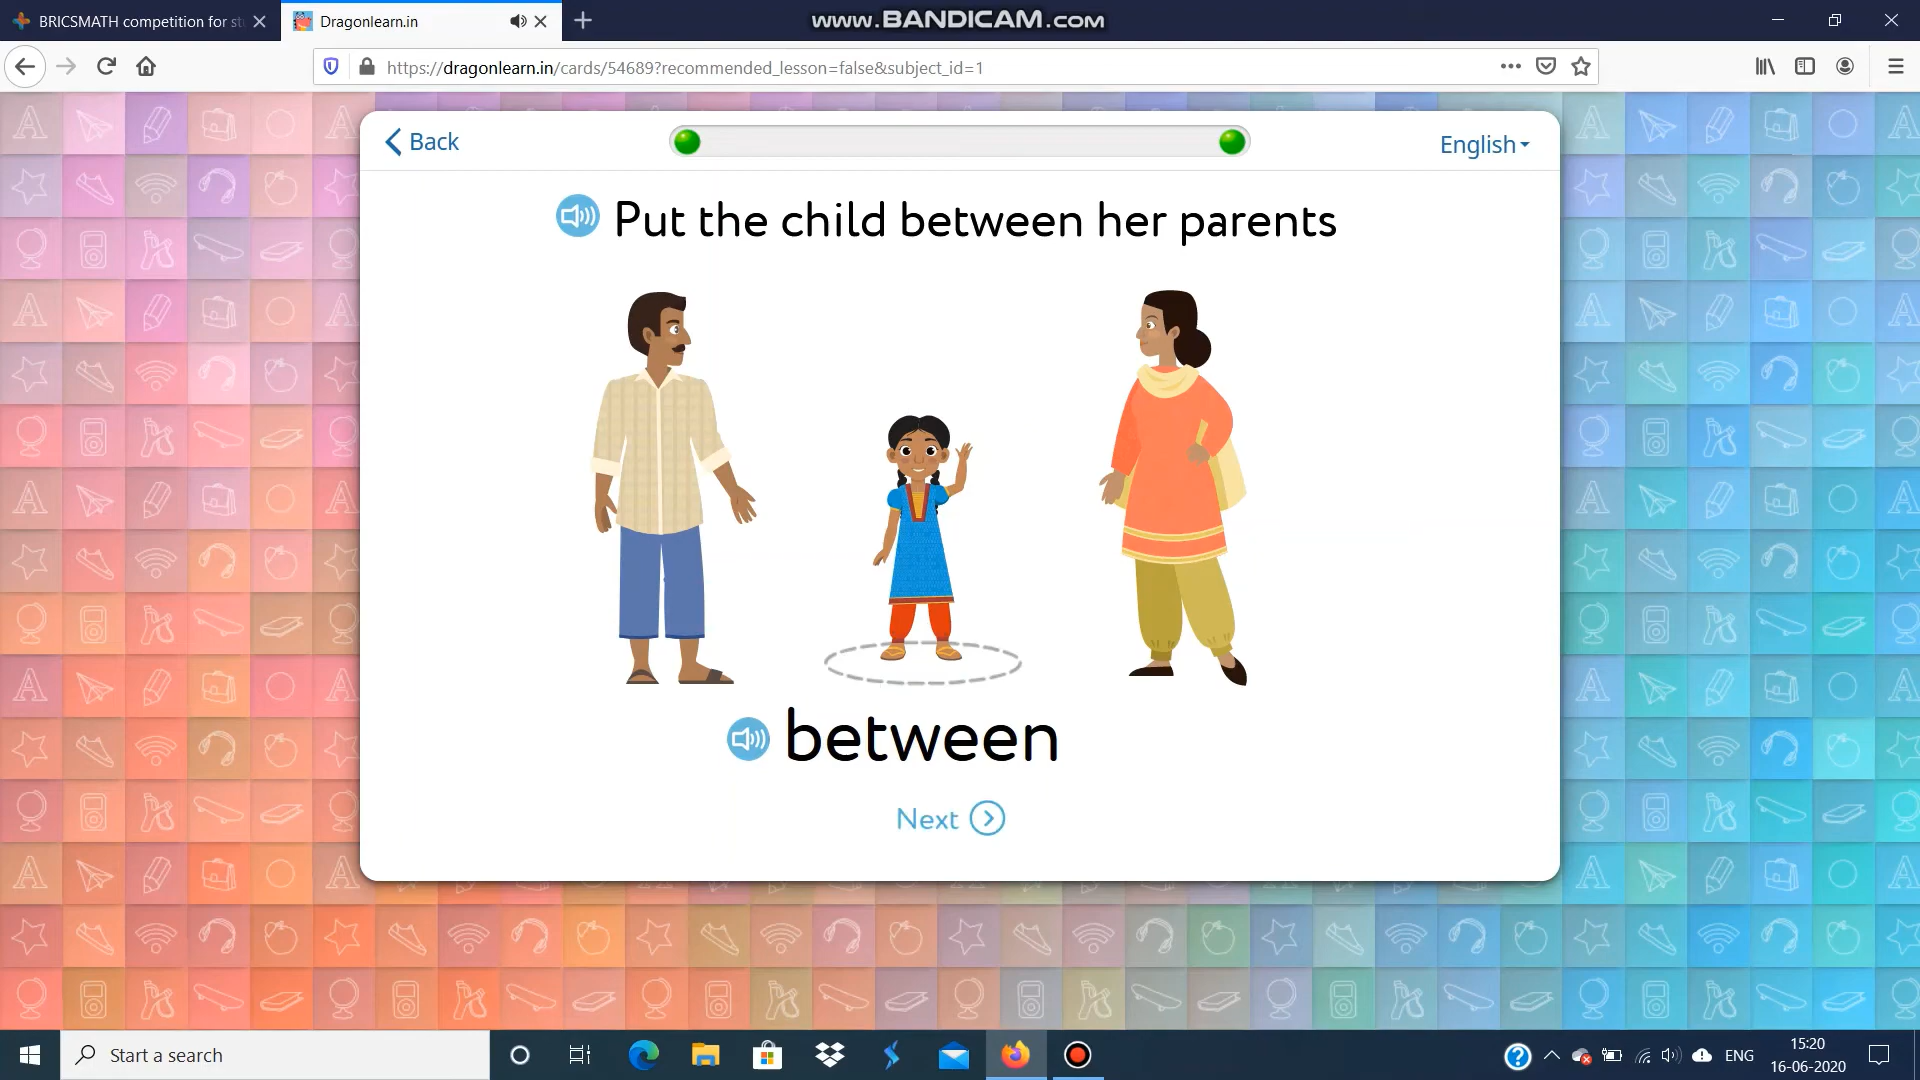 BRICSMATH competition for stu
Dragonlearn.in
www.BANDICAM.com
https://dragonlearn.in/cards/54689?recommended_lesson=false&subject_id=1
Back
English
Put the child between her parents
between
Next
Start a search
ENG
15:20
16-06-2020